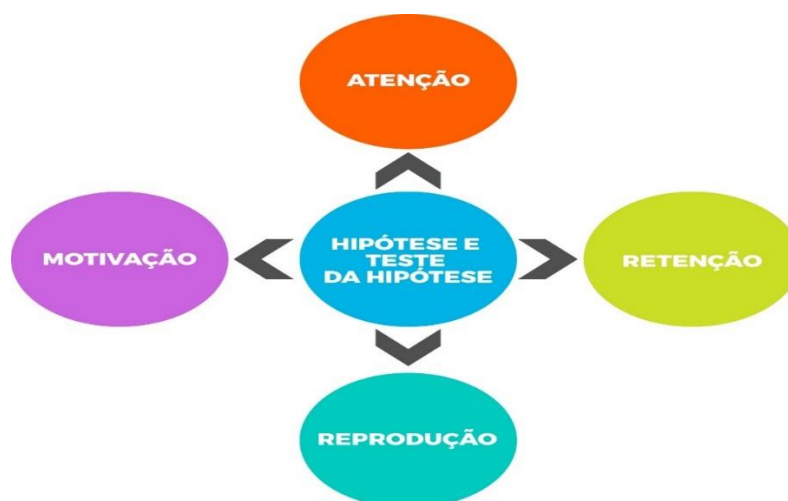 ATENÇÃO
MOTIVAÇÃO
HIPÓTESE E
TESTE
DA HIPÓTESE
RETENÇÃO
REPRODUÇÃO